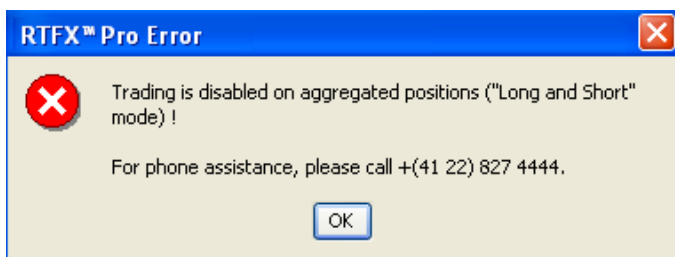 RTFX™ Pro Error
Trading is disabled on aggregated positions ("Long and Short"
mode) !
For phone assistance, please call +(41 22) 827 4444.
OK